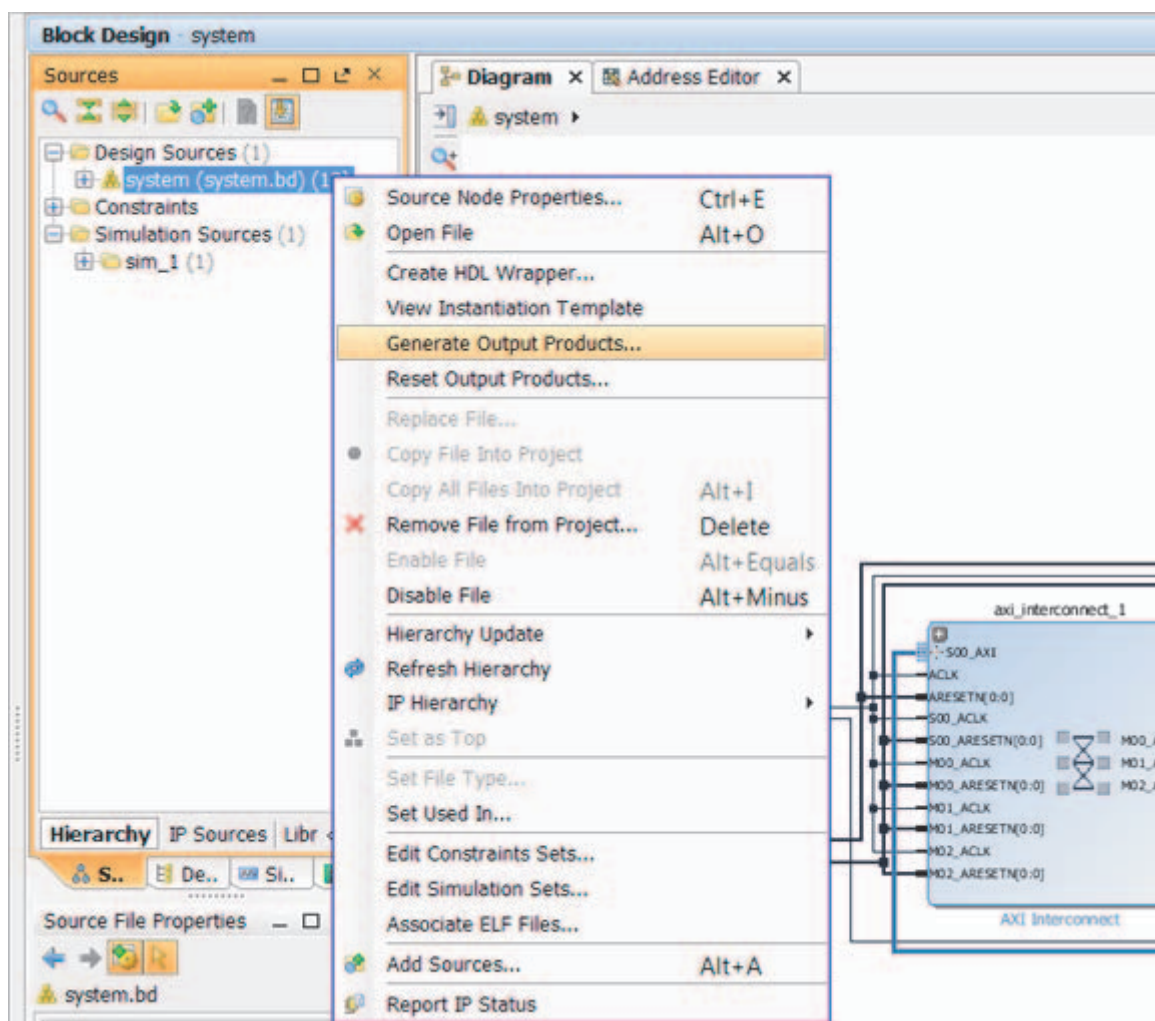 Block Design - system
Sources
Diagram
Address Editor
system
Design Sources (1)
system (system.bd)
Constraints
Simulation Sources (1)
sim_1 (1)
Source Node Properties... Ctrl+E
Open File Alt+O
Create HDL Wrapper...
View Instantiation Template
Generate Output Products...
Reset Output Products...
Replace File...
Copy File Into Project
Copy All Files Into Project Alt+I
Remove File from Project... Delete
Enable File Alt+Equals
Disable File Alt+Minus
Hierarchy Update
Refresh Hierarchy
IP Hierarchy
Set as Top
Set File Type...
Set Used In...
Edit Constraints Sets...
Edit Simulation Sets...
Associate ELF Files...
Add Sources... Alt+A
Report IP Status
Hierarchy IP Sources Libr
S.. De.. Si..
Source File Properties
system.bd
axi_interconnect_1
S00_AXI
ACLK
ARESETN[0:0]
S00_ACLK
S00_ARESETN[0:0]
M00_ACLK
M00_ARESETN[0:0]
M01_ACLK
M01_ARESETN[0:0]
M02_ACLK
M02_ARESETN[0:0]
M00_A
M01_A
M02_A
AXI Interconnect